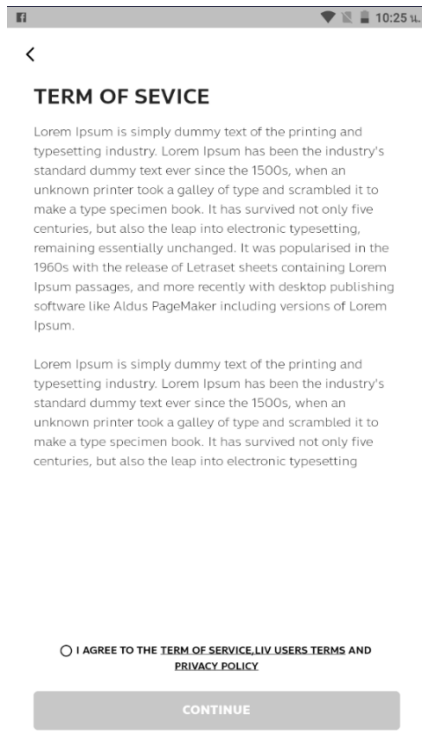 10:25 น.
TERM OF SEVICE
Lorem Ipsum is simply dummy text of the printing and
typesetting industry. Lorem Ipsum has been the industry's
standard dummy text ever since the 1500s, when an
unknown printer took a galley of type and scrambled it to
make a type specimen book. It has survived not only five
centuries, but also the leap into electronic typesetting,
remaining essentially unchanged. It was popularised in the
1960s with the release of Letraset sheets containing Lorem
Ipsum passages, and more recently with desktop publishing
software like Aldus PageMaker including versions of Lorem
Ipsum.
Lorem Ipsum is simply dummy text of the printing and
typesetting industry. Lorem Ipsum has been the industry's
standard dummy text ever since the 1500s, when an
unknown printer took a galley of type and scrambled it to
make a type specimen book. It has survived not only five
centuries, but also the leap into electronic typesetting
I AGREE TO THE TERM OF SERVICE,LIV USERS TERMS AND
PRIVACY POLICY
CONTINUE